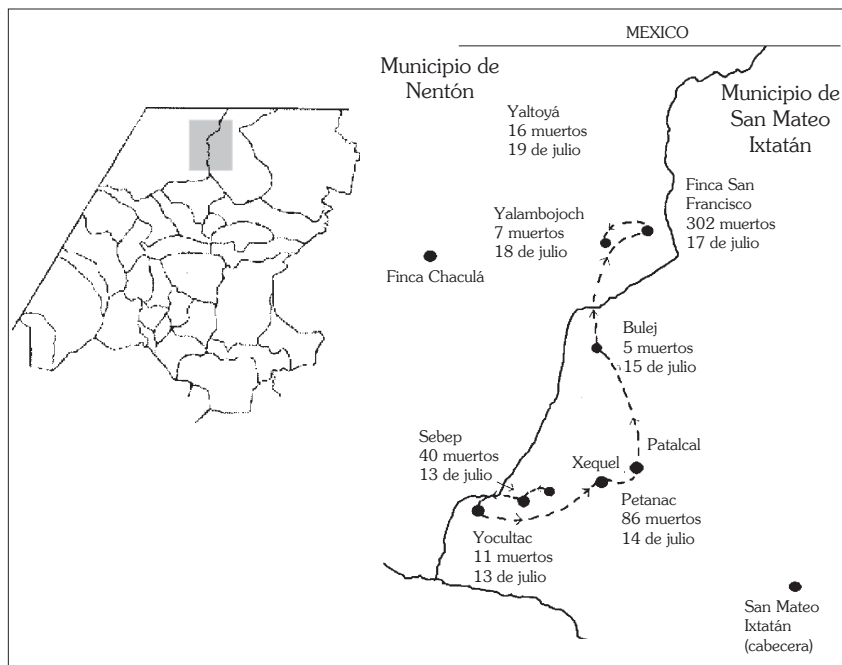 MEXICO
Municipio de
Nentón
Municipio de
San Mateo
Ixtatán
Yaltoyá
16 muertos
19 de julio
Finca San
Francisco
302 muertos
17 de julio
Yalambojoch
7 muertos
18 de julio
Finca Chaculá
Bulej
5 muertos
15 de julio
Sebep
40 muertos
13 de julio
Xequel
Patalcal
Petanac
86 muertos
14 de julio
Yocultac
11 muertos
13 de julio
San Mateo
Ixtatán
(cabecera)